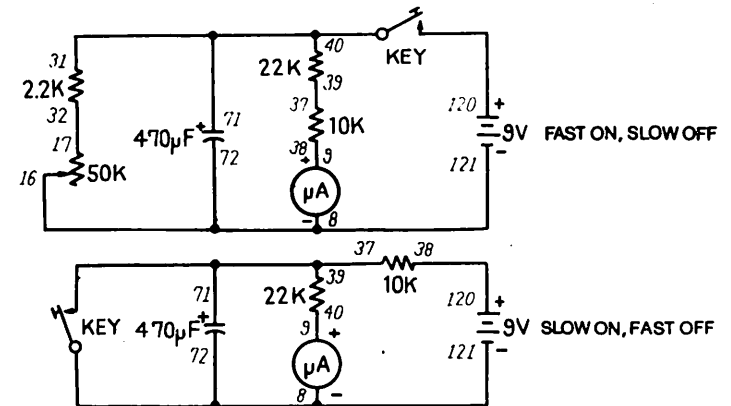 31
2.2K
32
17
16
50K
470µF
+
71
72
40
22K
39
37
10K
38
+
9
µA
-
8
KEY
120
+
9V
FAST ON, SLOW OFF
121
-
KEY
470µF
+
71
72
39
22K
40
9
+
µA
8
-
37
38
10K
120
+
9V
SLOW ON, FAST OFF
121
-